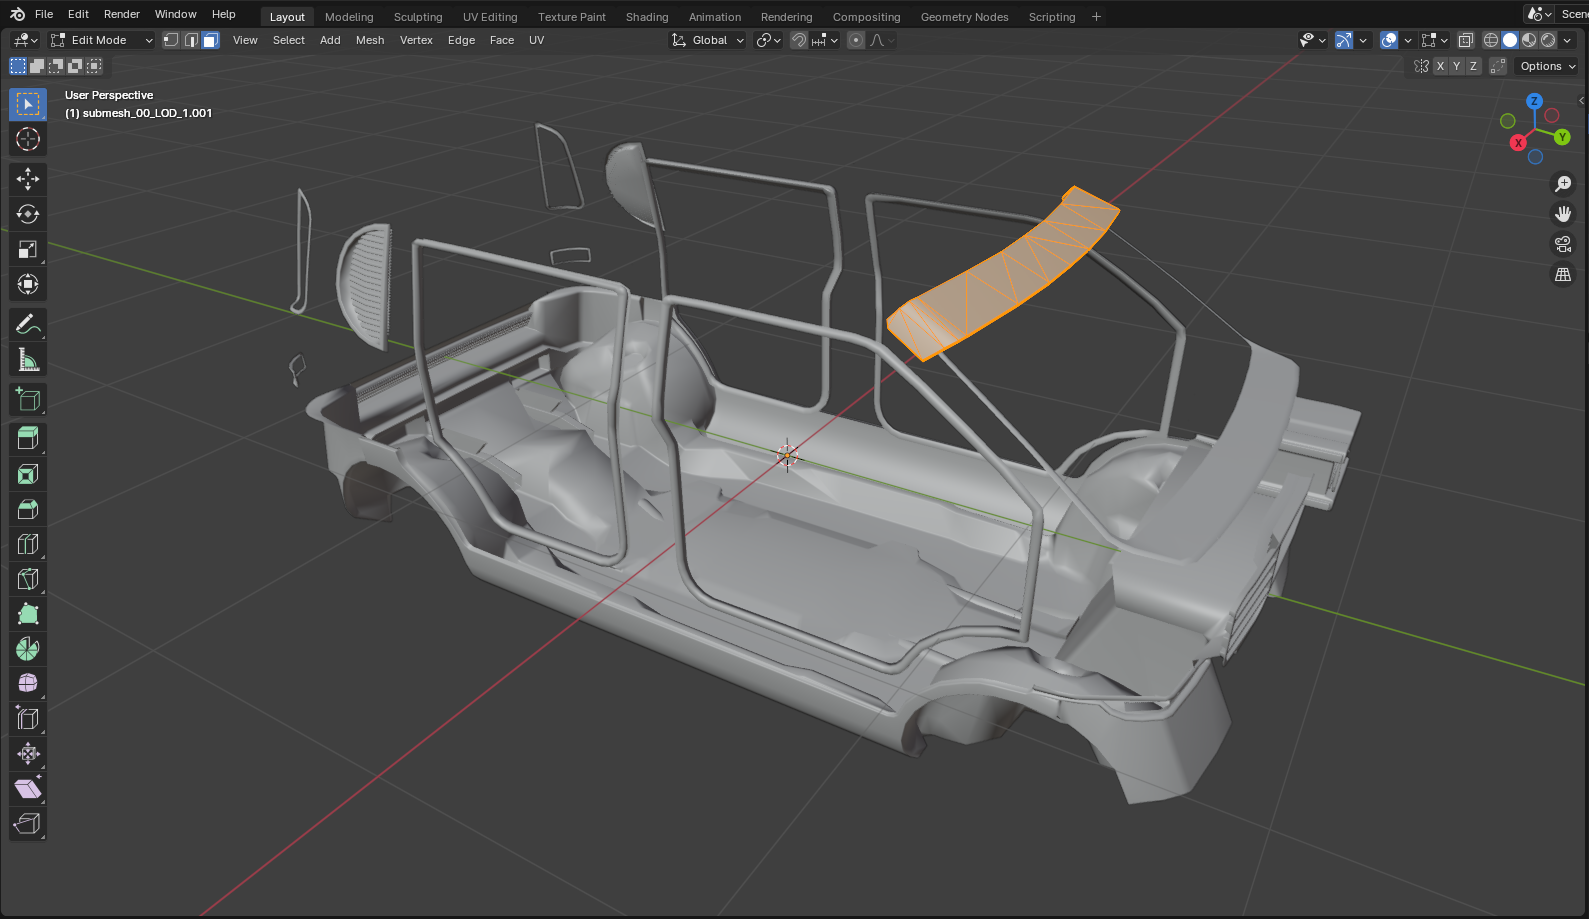 File Edit Render Window Help Layout Modeling Sculpting UV Editing Texture Paint Shading Animation Rendering Compositing Geometry Nodes Scripting + Scene
Edit Mode View Select Add Mesh Vertex Edge Face UV Global
X Y Z Options
User Perspective
(1) submesh_00_LOD_1.001
Z
Y
X